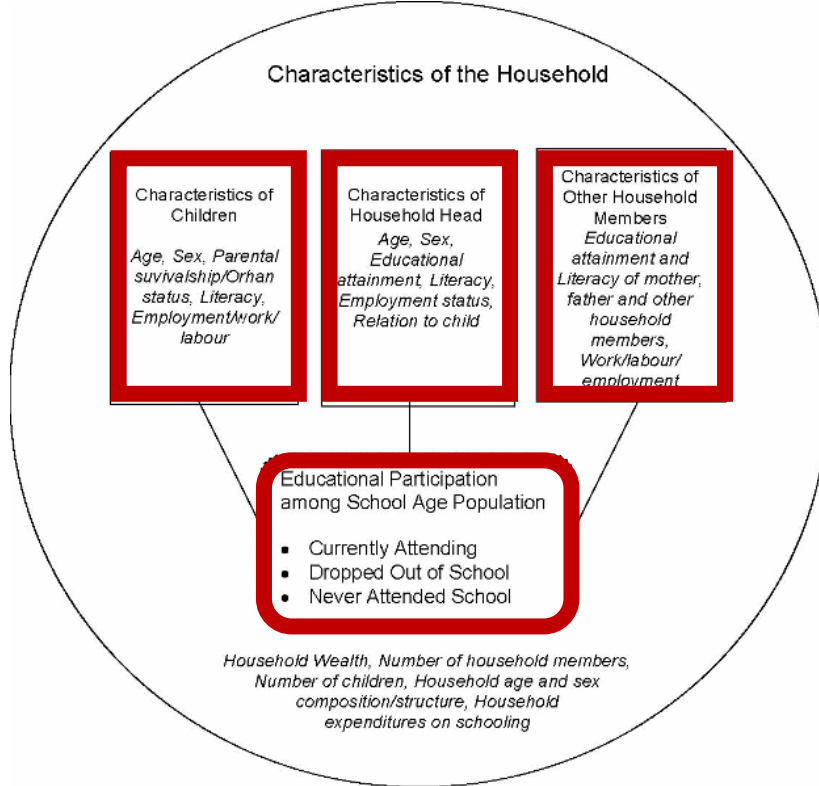 Characteristics of the Household
Characteristics of
Children
Age, Sex, Parental
suvivalship/Orhan
status, Literacy,
Employment/work/
labour
Characteristics of
Household Head
Age, Sex,
Educational
attainment, Literacy,
Employment status,
Relation to child
Characteristics of
Other Household
Members
Educational
attainment and
Literacy of mother,
father and other
household
members,
Work/labour/
employment
Educational Participation
among School Age Population
• Currently Attending
• Dropped Out of School
• Never Attended School
Household Wealth, Number of household members,
Number of children, Household age and sex
composition/structure, Household
expenditures on schooling